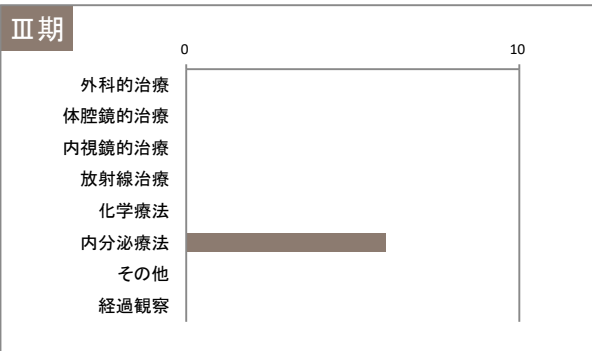 Ⅲ期
0 10
外科的治療
体腔鏡的治療
内視鏡的治療
放射線治療
化学療法
内分泌療法
その他
経過観察